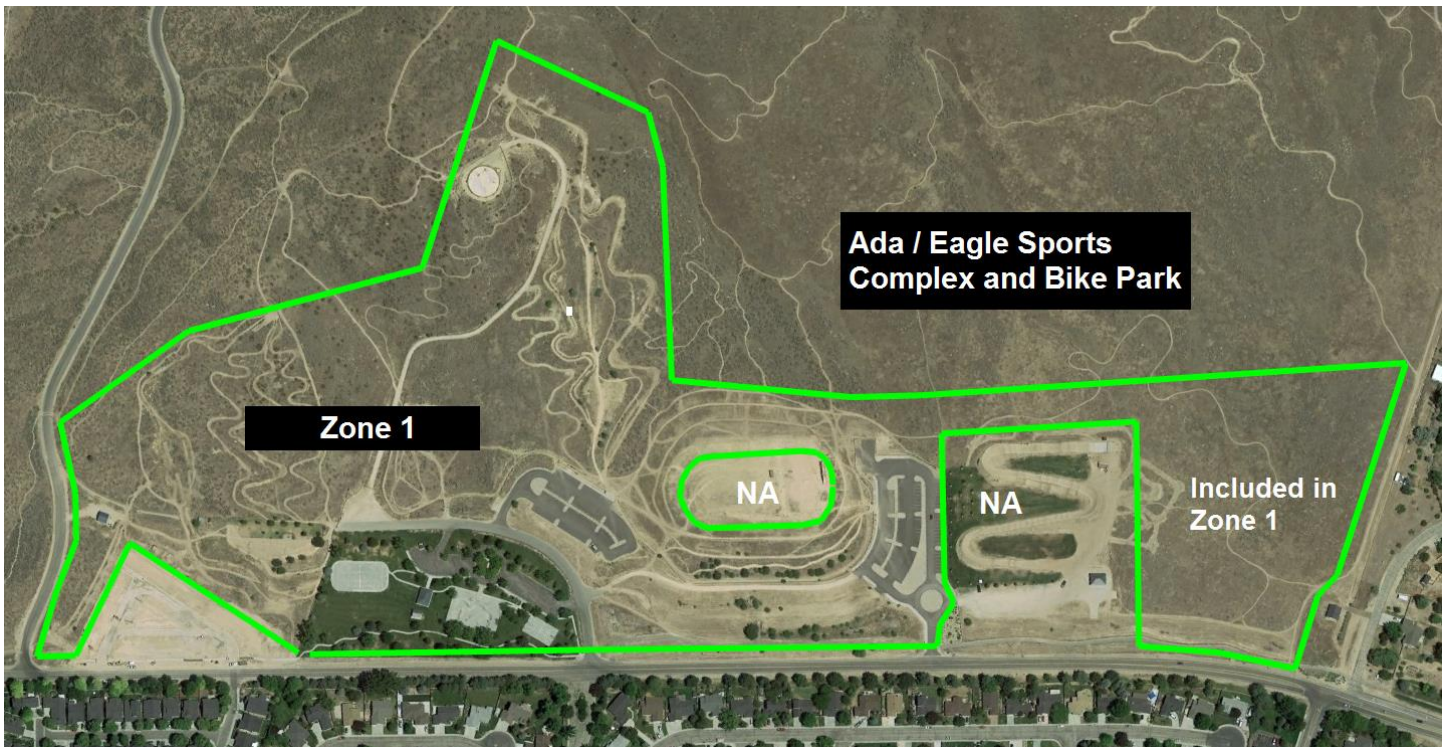 Ada / Eagle Sports
Complex and Bike Park
Zone 1
NA
NA
Included in
Zone 1